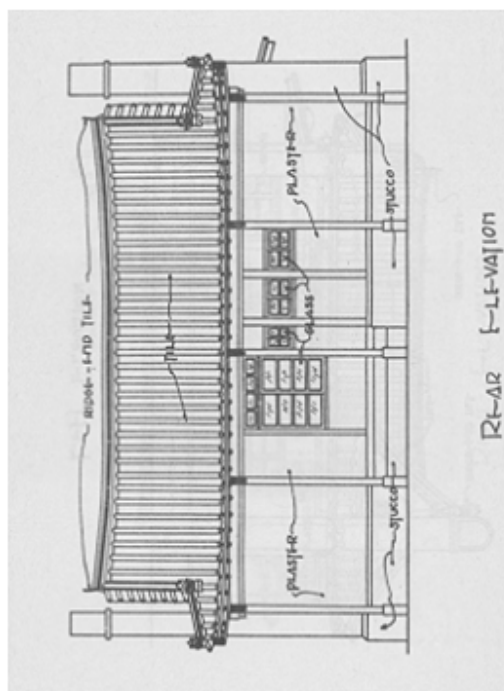 RIDGE-END TILE
TILE
PLASTER
GLASS
PLASTER
STUCCO
STUCCO
REAR ELEVATION